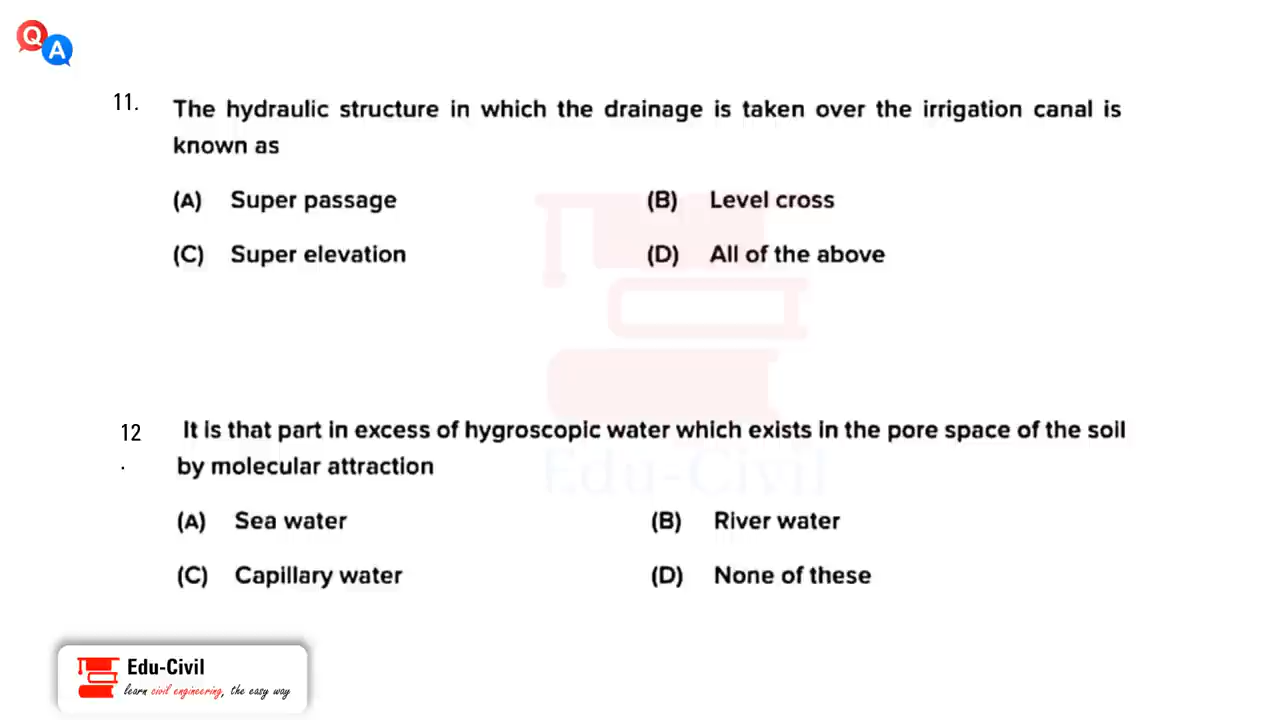 Q
A
11. The hydraulic structure in which the drainage is taken over the irrigation canal is
known as
(A) Super passage (B) Level cross
(C) Super elevation (D) All of the above
12 It is that part in excess of hygroscopic water which exists in the pore space of the soil
. by molecular attraction
Edu-Civil
(A) Sea water (B) River water
(C) Capillary water (D) None of these
Edu-Civil
learn civil engineering, the easy way